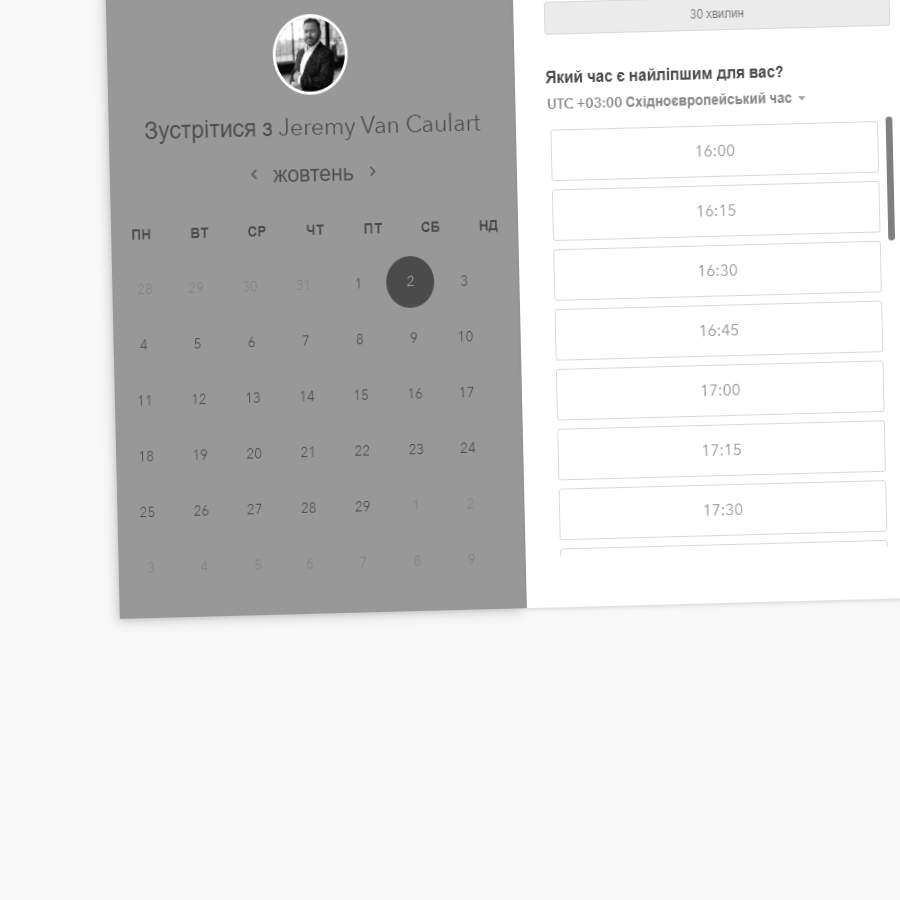 Зустрітися з Jeremy Van Caulart
‹ жовтень ›
ПН ВТ СР ЧТ ПТ СБ НД
28 29 30 31 1 2 3
4 5 6 7 8 9 10
11 12 13 14 15 16 17
18 19 20 21 22 23 24
25 26 27 28 29 1 2
3 4 5 6 7 8 9
30 хвилин
Який час є найліпшим для вас?
UTC +03:00 Східноєвропейський час
16:00
16:15
16:30
16:45
17:00
17:15
17:30